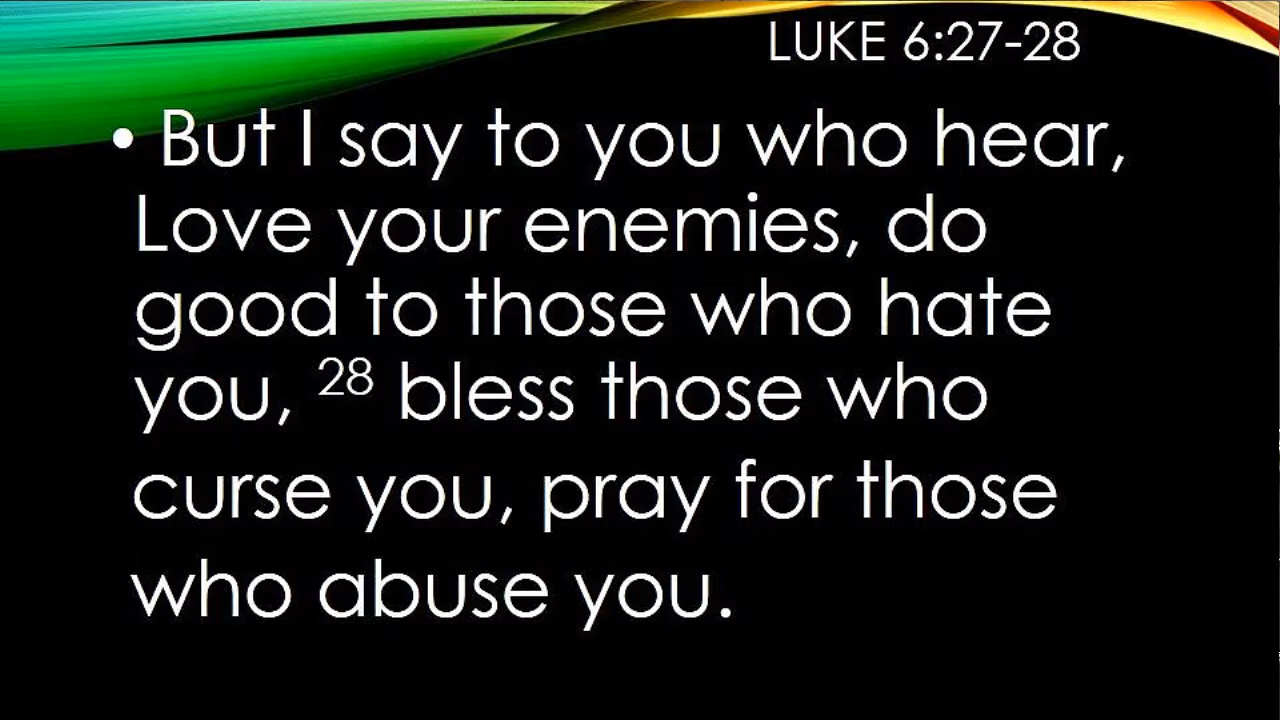 LUKE 6:27-28
• But I say to you who hear,
Love your enemies, do
good to those who hate
you, 28 bless those who
curse you, pray for those
who abuse you.